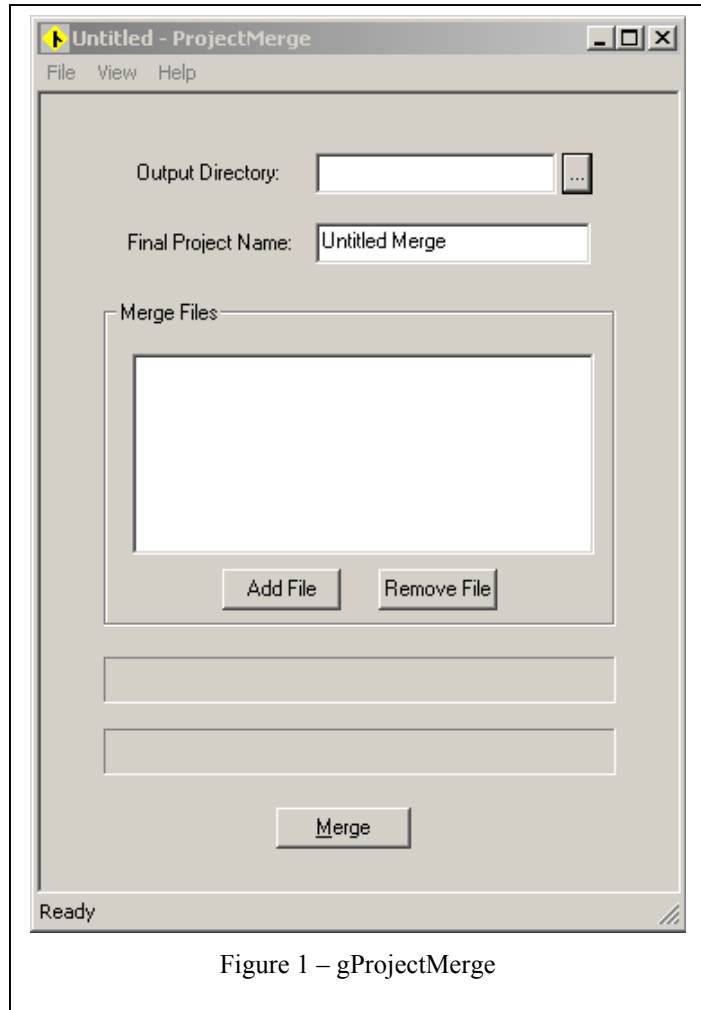 Untitled - ProjectMerge
File View Help
Output Directory:
...
Final Project Name: Untitled Merge
Merge Files
Add File Remove File
Merge
Ready
Figure 1 – gProjectMerge